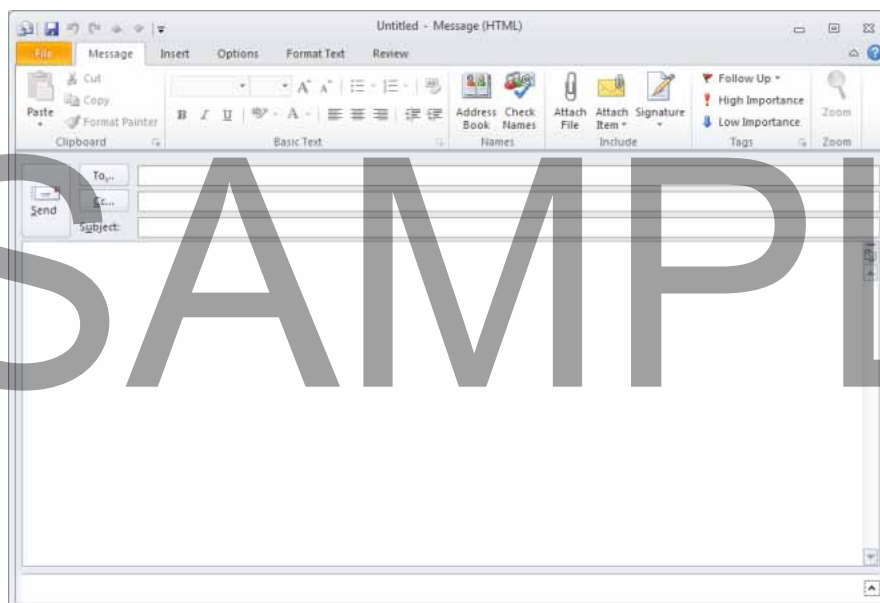 Untitled - Message (HTML)
File Message Insert Options Format Text Review
Paste
Cut
Copy
Format Painter
Clipboard
B I U
Basic Text
Address Book
Check Names
Names
Attach File
Attach Item
Signature
Include
Follow Up
High Importance
Low Importance
Tags
Zoom
Zoom
Send
To...
Cc...
Subject:
SAMPL